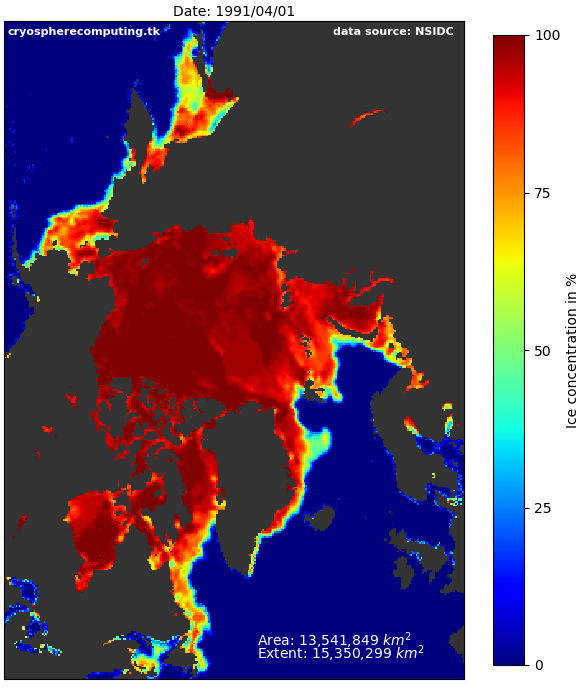 Date: 1991/04/01
cryospherecomputing.tk
data source: NSIDC
100
75
50
25
0
Ice concentration in %
Area: 13,541,849 km²
Extent: 15,350,299 km²